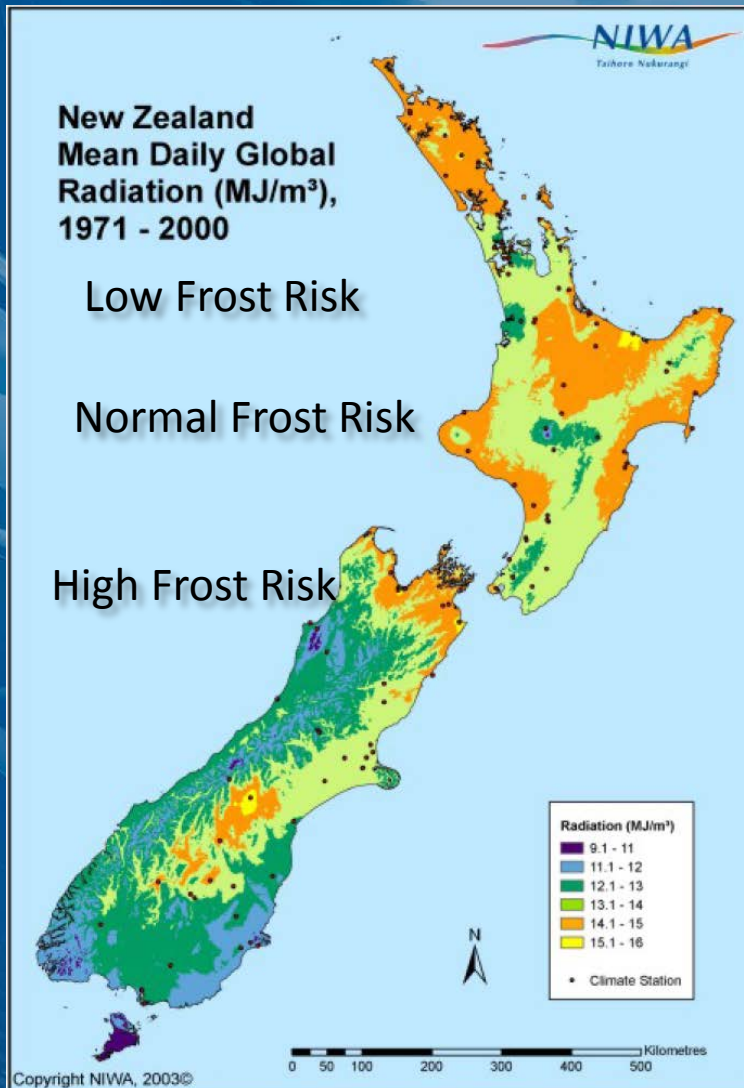 NIWA
Taihoro Nukurangi
New Zealand
Mean Daily Global
Radiation (MJ/m³),
1971 - 2000
Low Frost Risk
Normal Frost Risk
High Frost Risk
Radiation (MJ/m³)
9.1 - 11
11.1 - 12
12.1 - 13
13.1 - 14
14.1 - 15
15.1 - 16
Climate Station
N
Kilometres
0 50 100 200 300 400 500
Copyright NIWA, 2003©